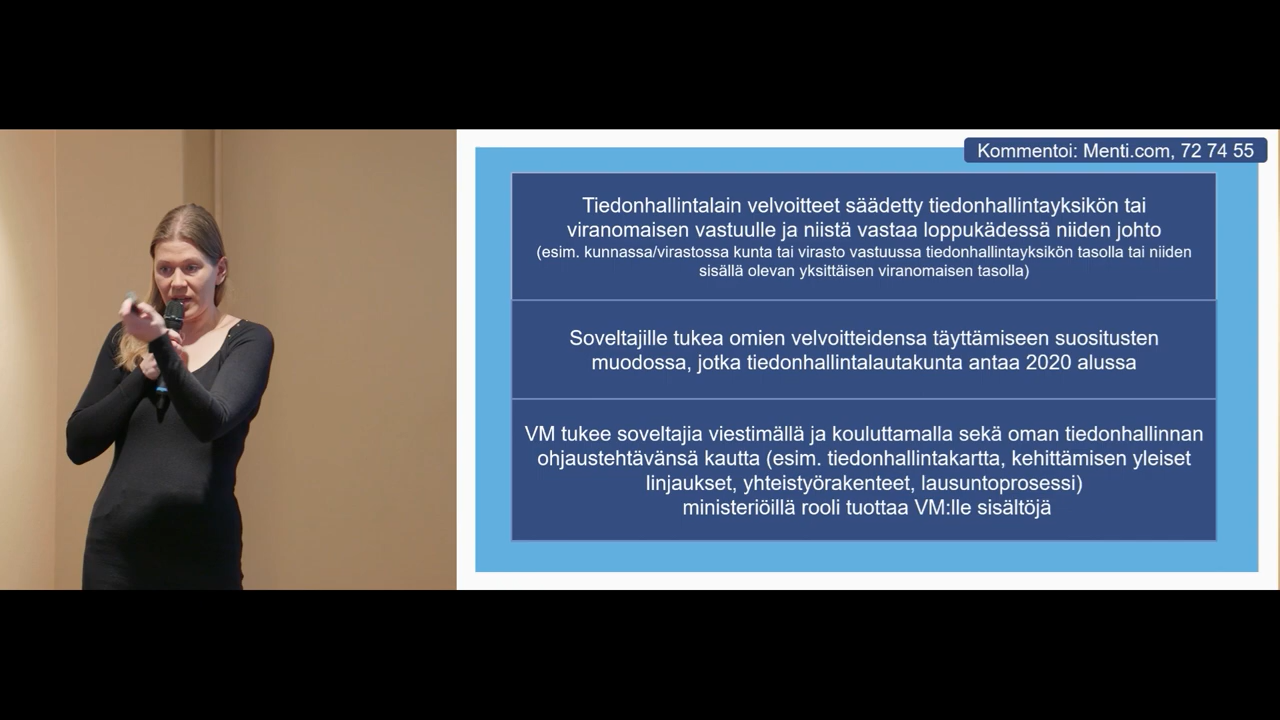 Kommentoi: Menti.com, 72 74 55
Tiedonhallintalain velvoitteet säädetty tiedonhallintayksikön tai
viranomaisen vastuulle ja niistä vastaa loppukädessä niiden johto
(esim. kunnassa/virastossa kunta tai virasto vastuussa tiedonhallintayksikön tasolla tai niiden
sisällä olevan yksittäisen viranomaisen tasolla)
Soveltajille tukea omien velvoitteidensa täyttämiseen suositusten
muodossa, jotka tiedonhallintalautakunta antaa 2020 alussa
VM tukee soveltajia viestimällä ja kouluttamalla sekä oman tiedonhallinnan
ohjaustehtävänsä kautta (esim. tiedonhallintakartta, kehittämisen yleiset
linjaukset, yhteistyörakenteet, lausuntoprosessi)
ministeriöillä rooli tuottaa VM:lle sisältöjä